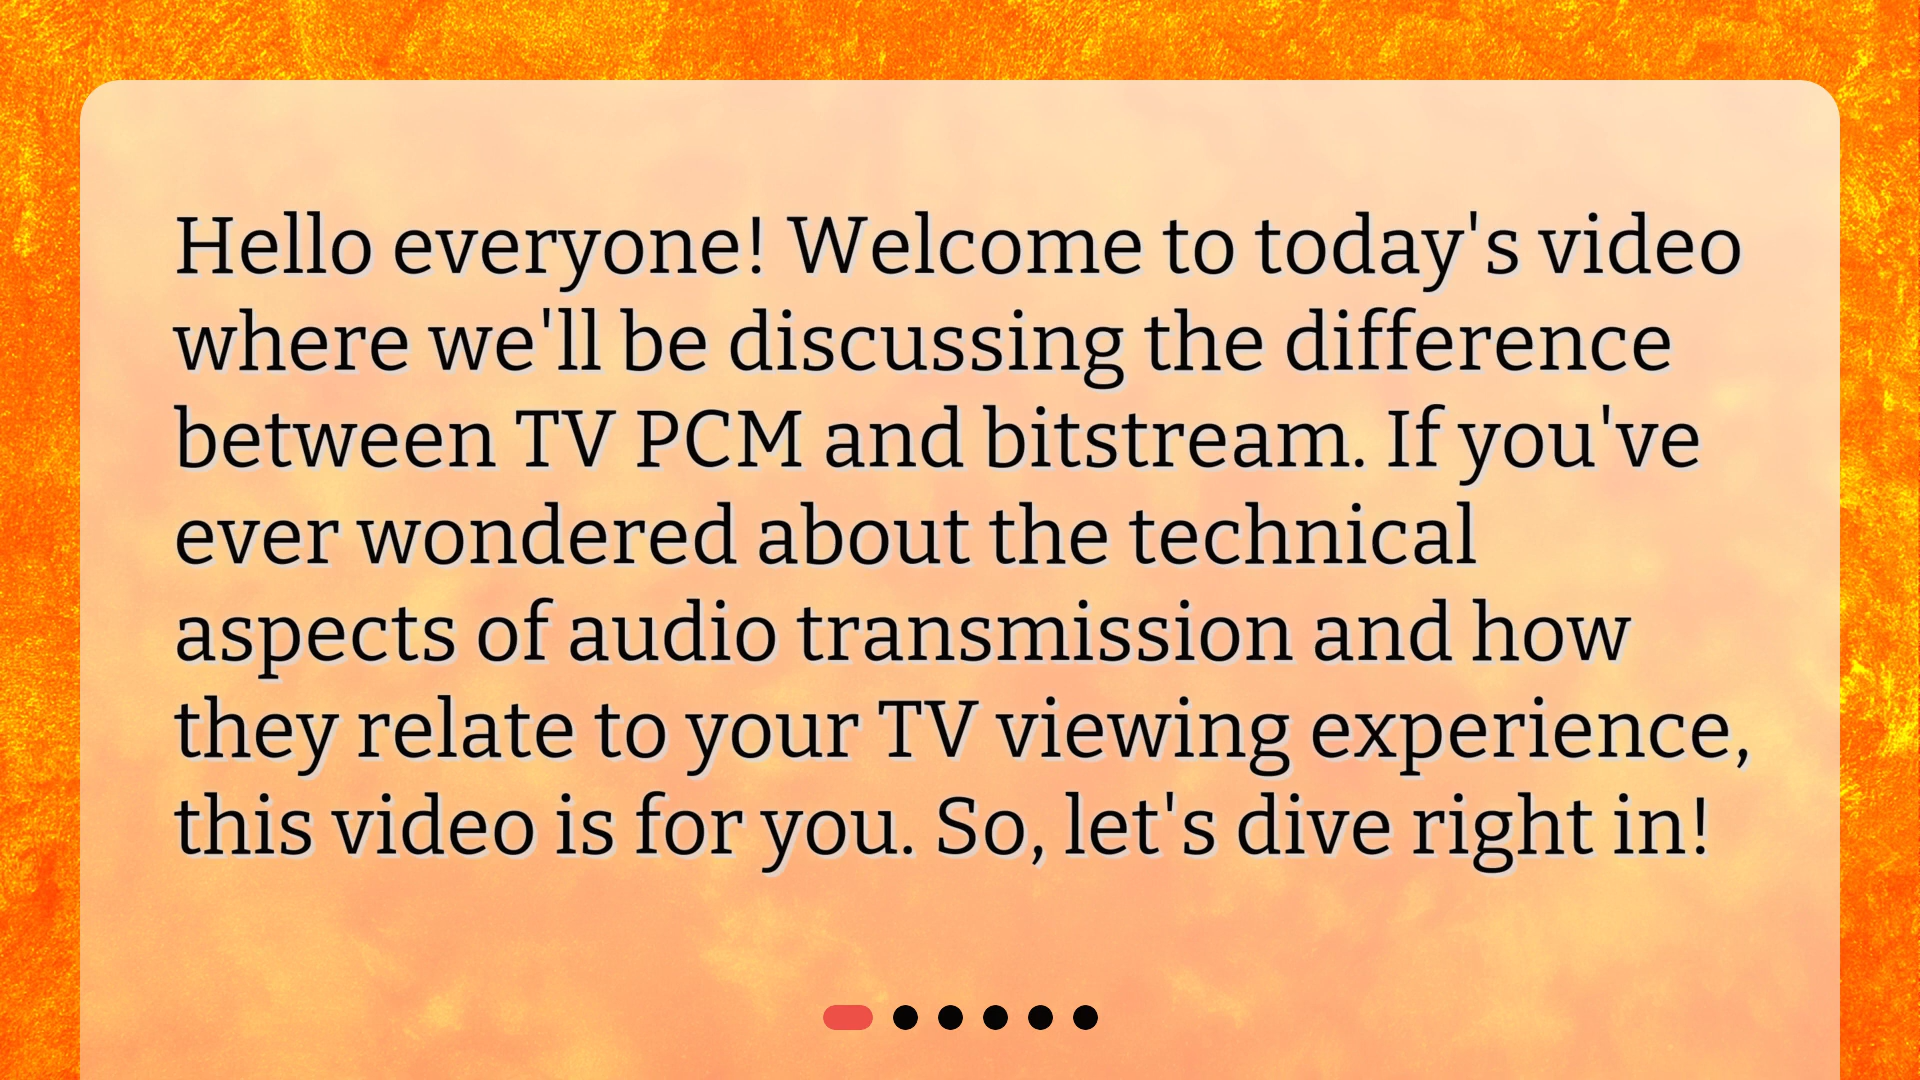 Hello everyone! Welcome to today's video
where we'll be discussing the difference
between TV PCM and bitstream. If you've
ever wondered about the technical
aspects of audio transmission and how
they relate to your TV viewing experience,
this video is for you. So, let's dive right in!